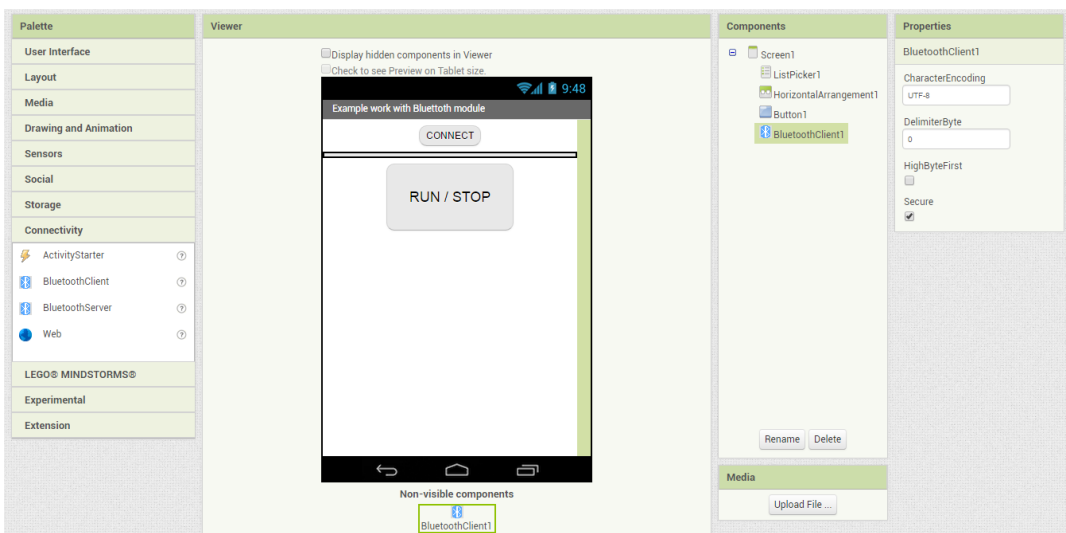 Palette
User Interface
Layout
Media
Drawing and Animation
Sensors
Social
Storage
Connectivity
ActivityStarter
BluetoothClient
BluetoothServer
Web
LEGO® MINDSTORMS®
Experimental
Extension
Viewer
Display hidden components in Viewer
Check to see Preview on Tablet size.
9:48
Example work with Bluettoth module
CONNECT
RUN / STOP
Non-visible components
BluetoothClient1
Components
Screen1
ListPicker1
HorizontalArrangement1
Button1
BluetoothClient1
Rename Delete
Media
Upload File ...
Properties
BluetoothClient1
CharacterEncoding
UTF-8
DelimiterByte
0
HighByteFirst
Secure